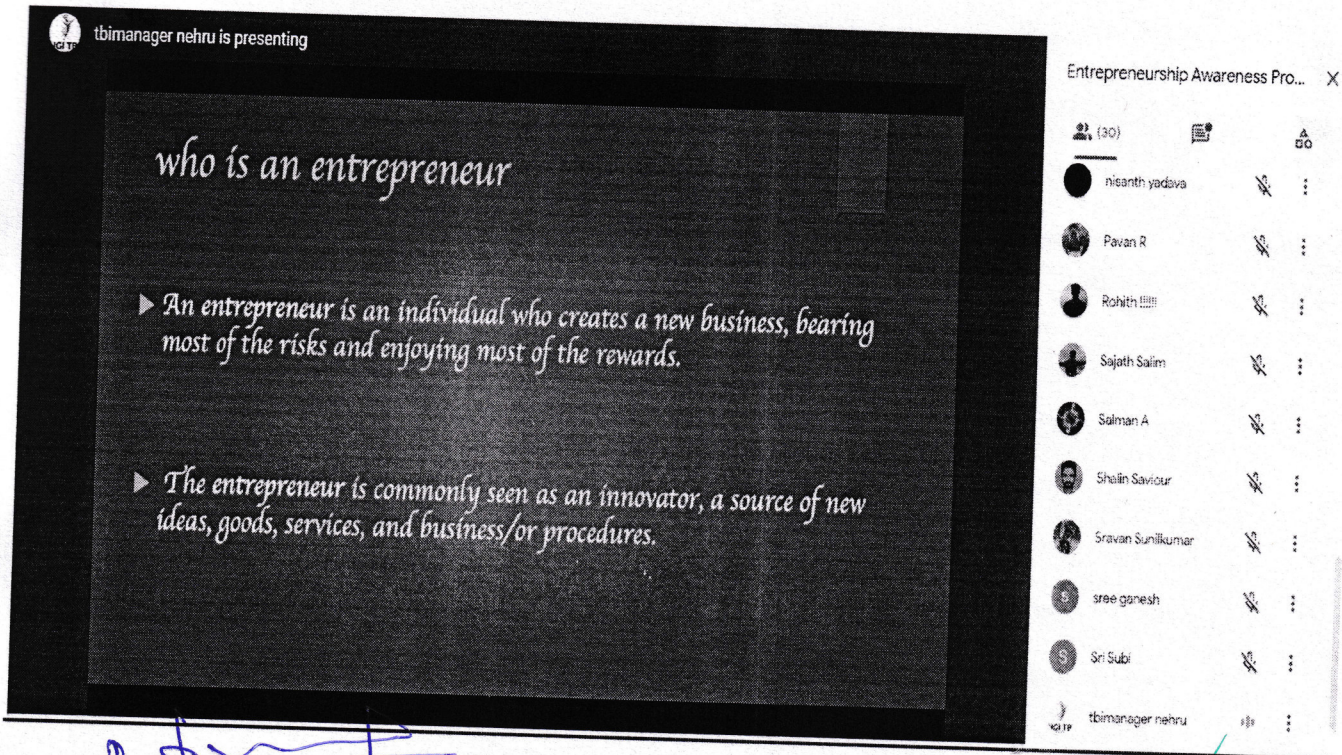 tbimanager nehru is presenting
who is an entrepreneur
An entrepreneur is an individual who creates a new business, bearing
most of the risks and enjoying most of the rewards.
The entrepreneur is commonly seen as an innovator, a source of new
ideas, goods, services, and business/or procedures.
Entrepreneurship Awareness Pro...
(30)
nisanth yadava
Pavan R
Rohith !!!!!!
Sajath Salim
Salman A
Shalin Saviour
Sravan Sunilkumar
S
sree ganesh
S
Sri Subi
tbimanager nehru